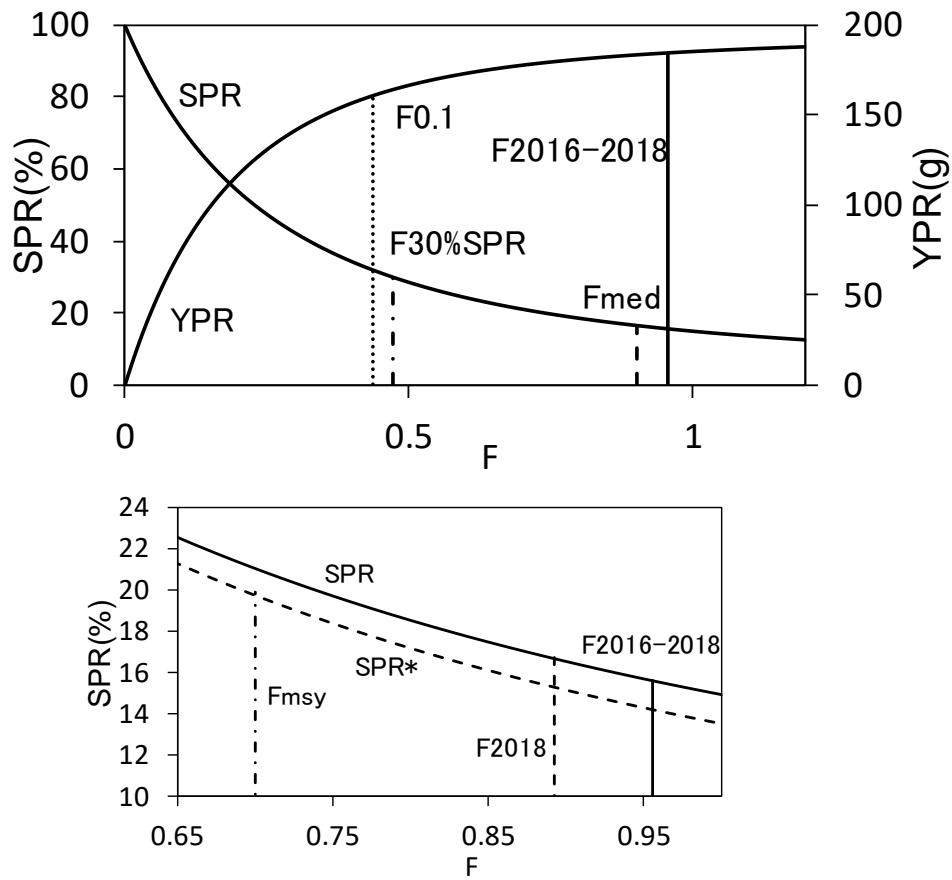 100
80
60
40
20
0
SPR(%)
200
150
100
50
0
YPR(g)
SPR
YPR
F0.1
F2016-2018
F30%SPR
Fmed
0
0.5
1
F
24
22
20
18
16
14
12
10
SPR(%)
SPR
SPR*
F2016-2018
Fmsy
F2018
0.65
0.75
0.85
0.95
F